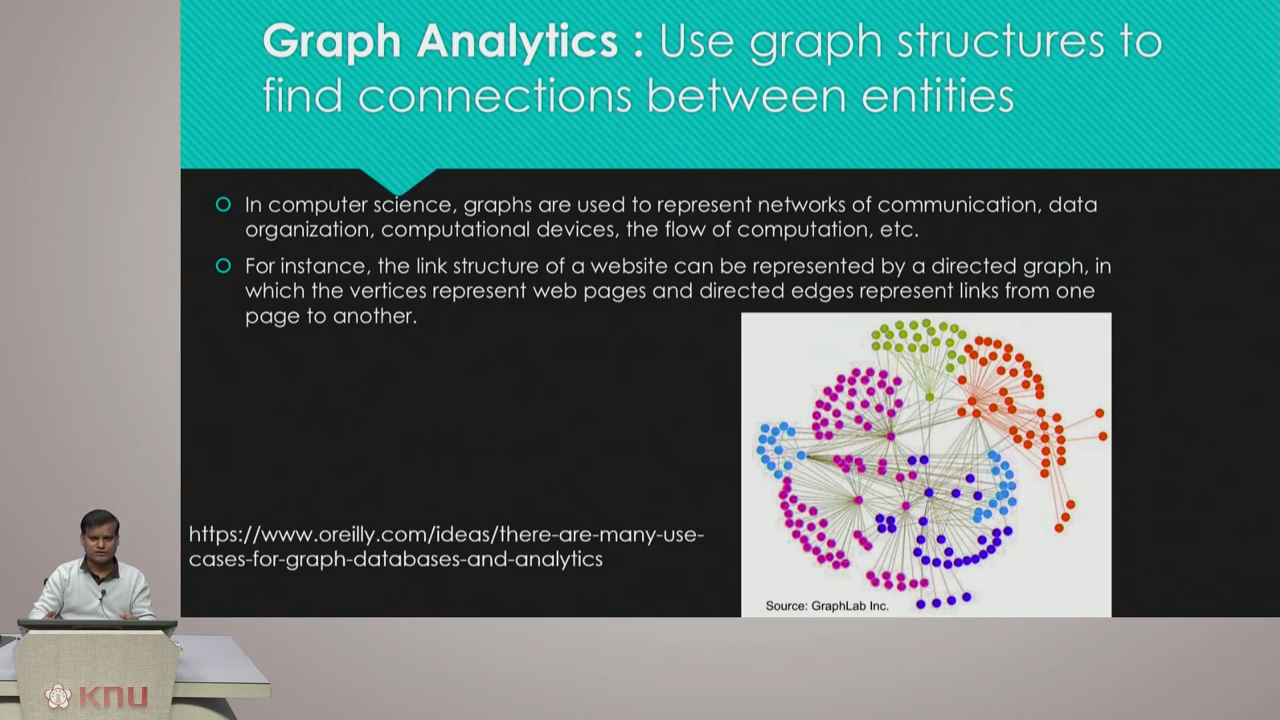 Graph Analytics : Use graph structures to
find connections between entities
In computer science, graphs are used to represent networks of communication, data
organization, computational devices, the flow of computation, etc.
For instance, the link structure of a website can be represented by a directed graph, in
which the vertices represent web pages and directed edges represent links from one
page to another.
https://www.oreilly.com/ideas/there-are-many-use-
cases-for-graph-databases-and-analytics
Source: GraphLab Inc.
KNU